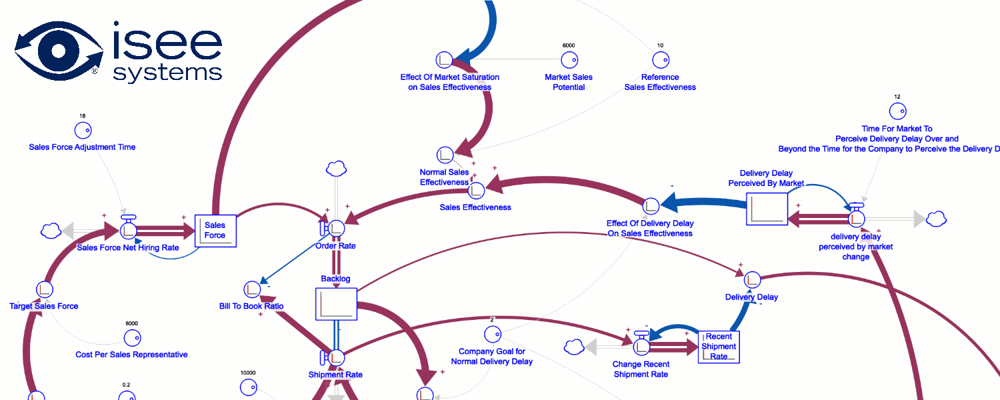 isee
systems
®
6000
10
Effect Of Market Saturation
on Sales Effectiveness
Market Sales
Potential
Reference
Sales Effectiveness
12
Time For Market To
Perceive Delivery Delay Over and
Beyond the Time for the Company to Perceive the Delivery D
18
Sales Force Adjustment Time
Normal Sales
Effectiveness
Sales Effectiveness
Delivery Delay
Perceived By Market
Effect Of Delivery Delay
On Sales Effectiveness
delivery delay
perceived by market
change
Sales
Force
Sales Force Net Hiring Rate
Order Rate
Backlog
Delivery Delay
Target Sales Force
Bill To Book Ratio
8000
Cost Per Sales Representative
2
Company Goal for
Normal Delivery Delay
Recent
Shipment
Rate
Change Recent
Shipment Rate
Shipment Rate
10000
0.2